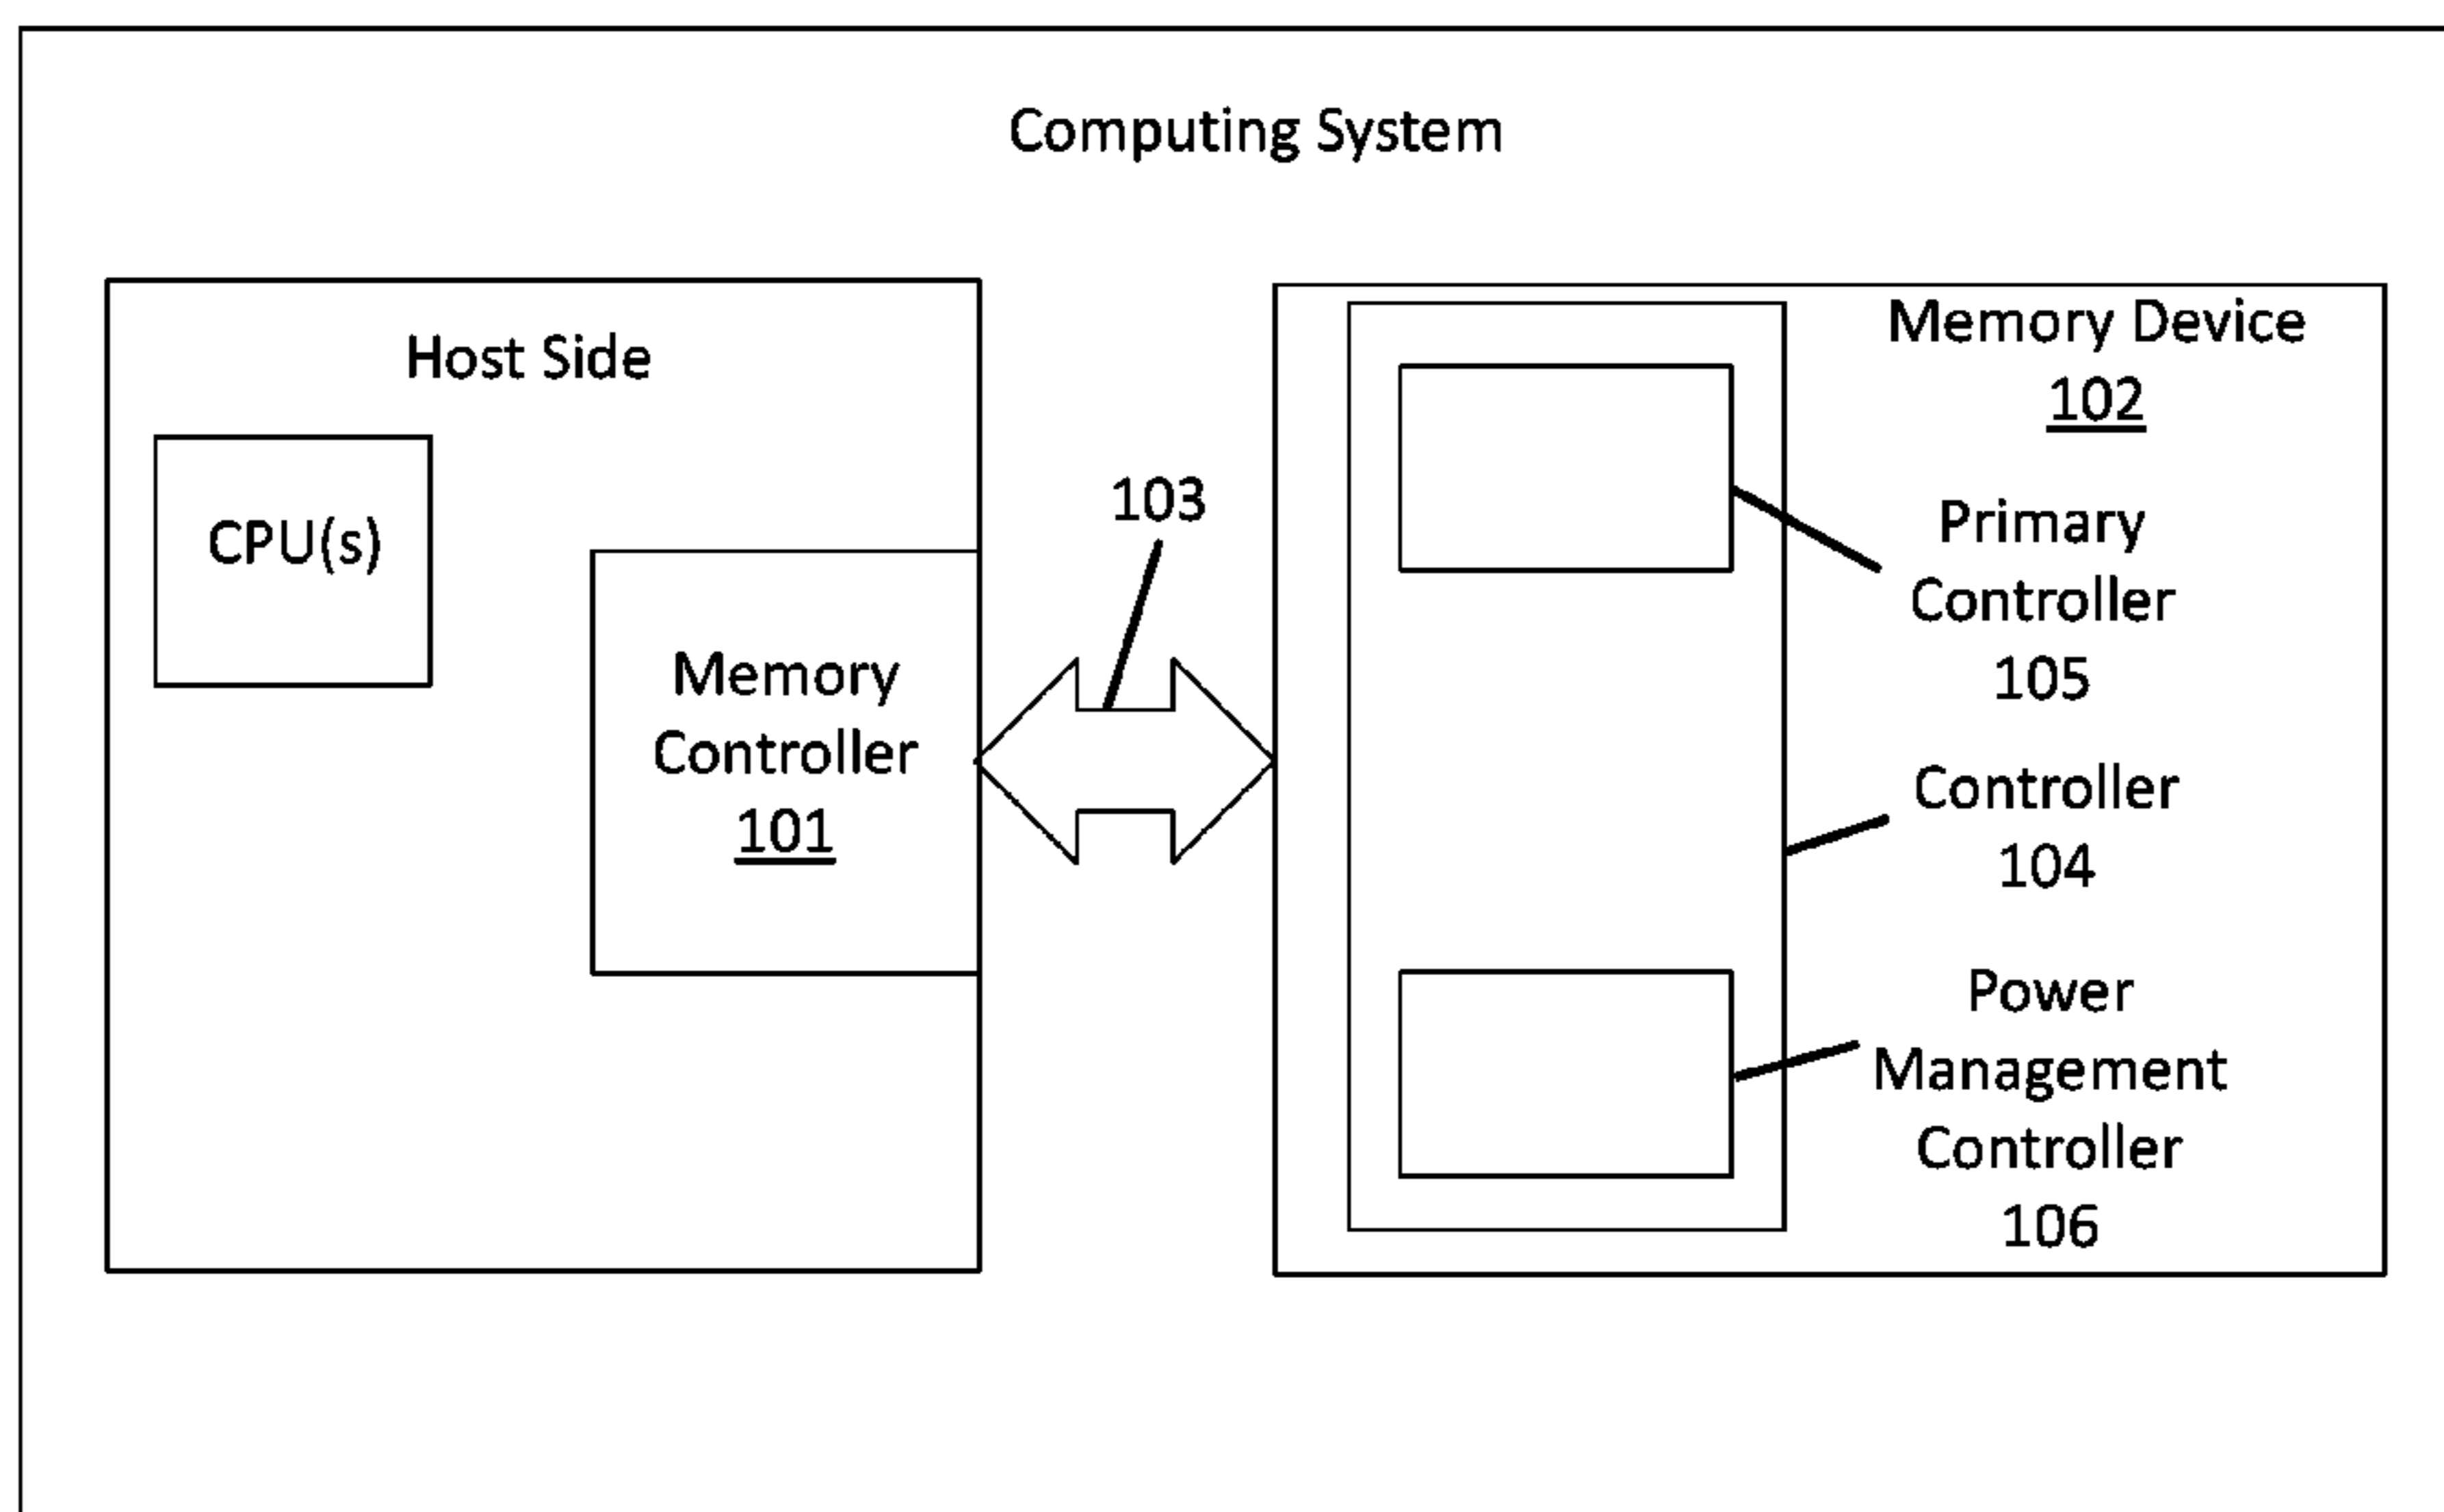 Computing System
Host Side
CPU(s)
Memory
Controller
101
103
Memory Device
102
Primary
Controller
105
Controller
104
Power
Management
Controller
106